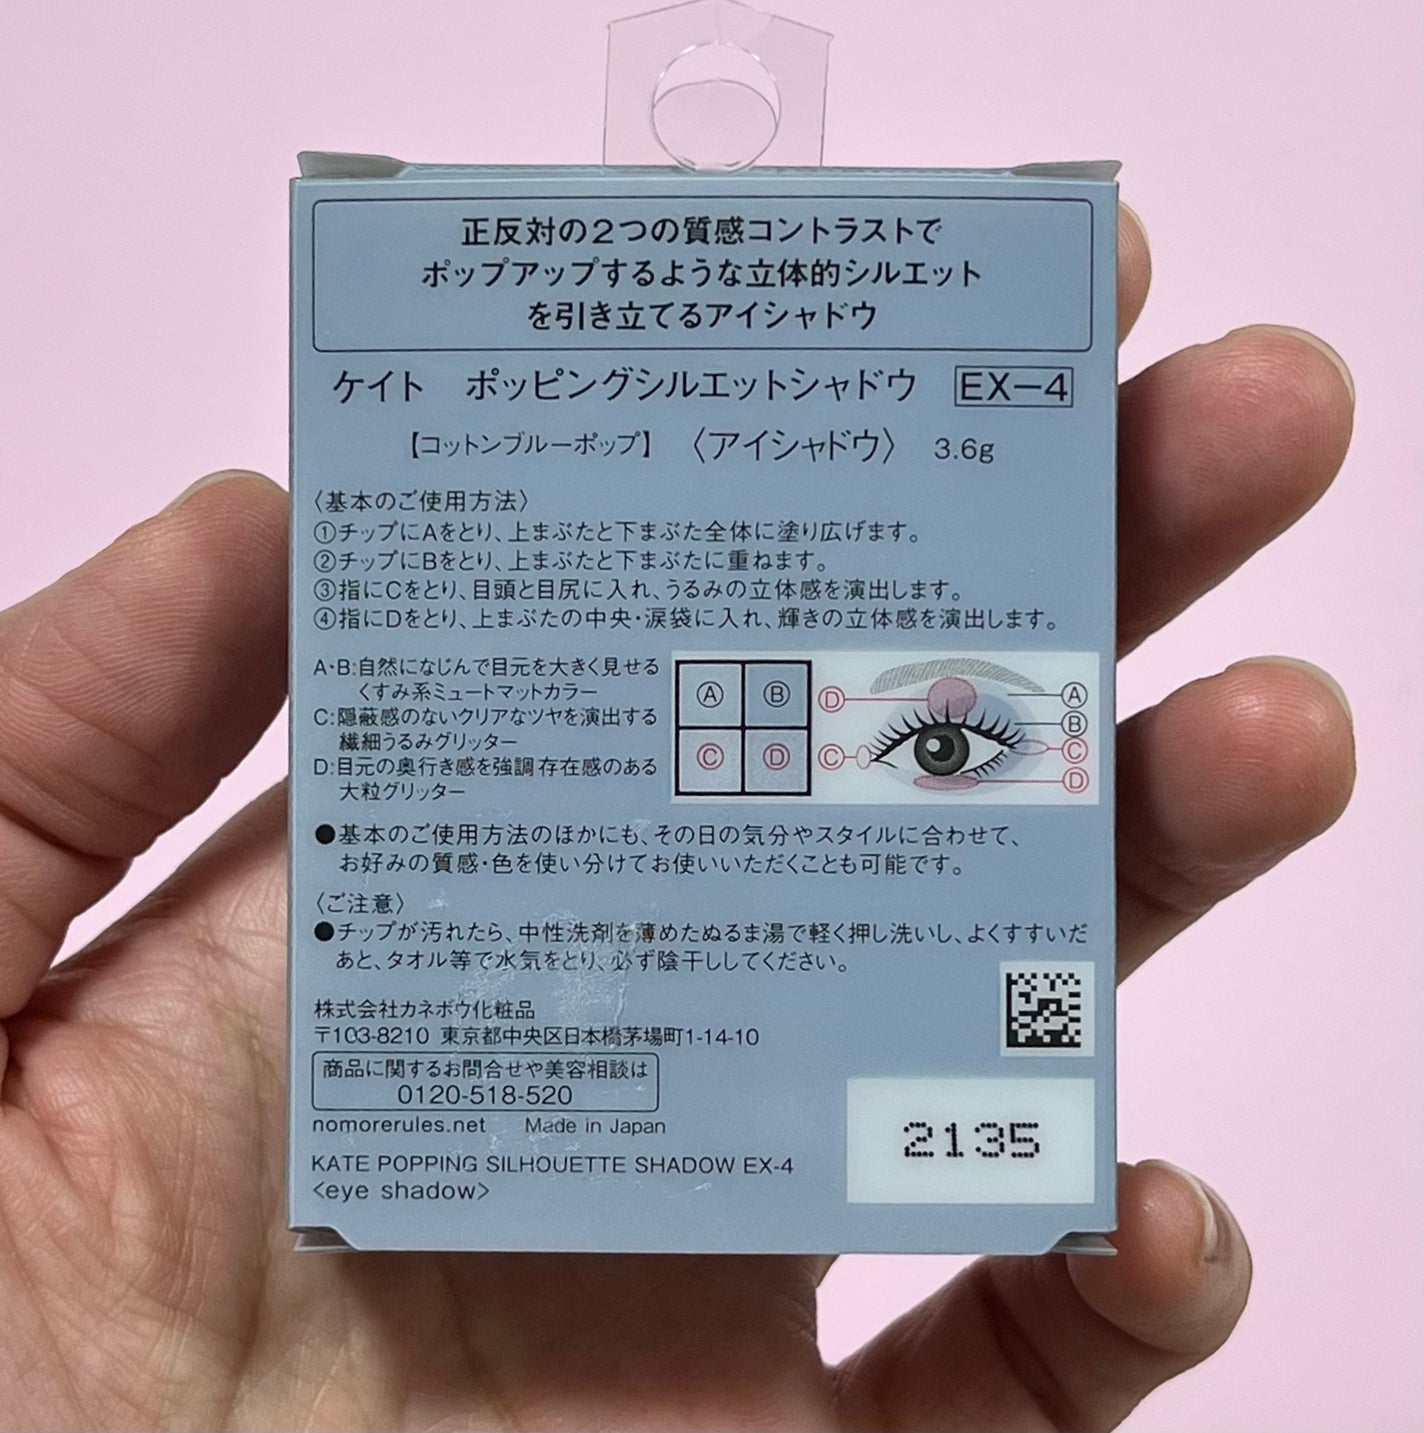 正反対の2つの質感コントラストで
ポップアップするような立体的シルエット
を引き立てるアイシャドウ
ケイト ポッピングシルエットシャドウ EX−4
【コットンブルーポップ】 〈アイシャドウ〉 3.6g
〈基本のご使用方法〉
①チップにAをとり、上まぶたと下まぶた全体に塗り広げます。
②チップにBをとり、上まぶたと下まぶたに重ねます。
③指にCをとり、目頭と目尻に入れ、うるみの立体感を演出します。
④指にDをとり、上まぶたの中央・涙袋に入れ、輝きの立体感を演出します。
A・B:自然になじんで目元を大きく見せる
くすみ系ミュートマットカラー
C:隠蔽感のないクリアなツヤを演出する
繊細うるみグリッター
D:目元の奥行き感を強調存在感のある
大粒グリッター
Ⓐ Ⓑ
Ⓒ Ⓓ
Ⓓ Ⓐ
Ⓑ
Ⓒ Ⓒ
Ⓓ
●基本のご使用方法のほかにも、その日の気分やスタイルに合わせて、
お好みの質感・色を使い分けてお使いいただくことも可能です。
〈ご注意〉
●チップが汚れたら、中性洗剤を薄めたぬるま湯で軽く押し洗いし、よくすすいだ
あと、タオル等で水気をとり、必ず陰干ししてください。
株式会社カネボウ化粧品
〒103-8210 東京都中央区日本橋茅場町1-14-10
商品に関するお問合せや美容相談は
0120-518-520
nomorerules.net Made in Japan
KATE POPPING SILHOUETTE SHADOW EX-4
<eye shadow>
2135